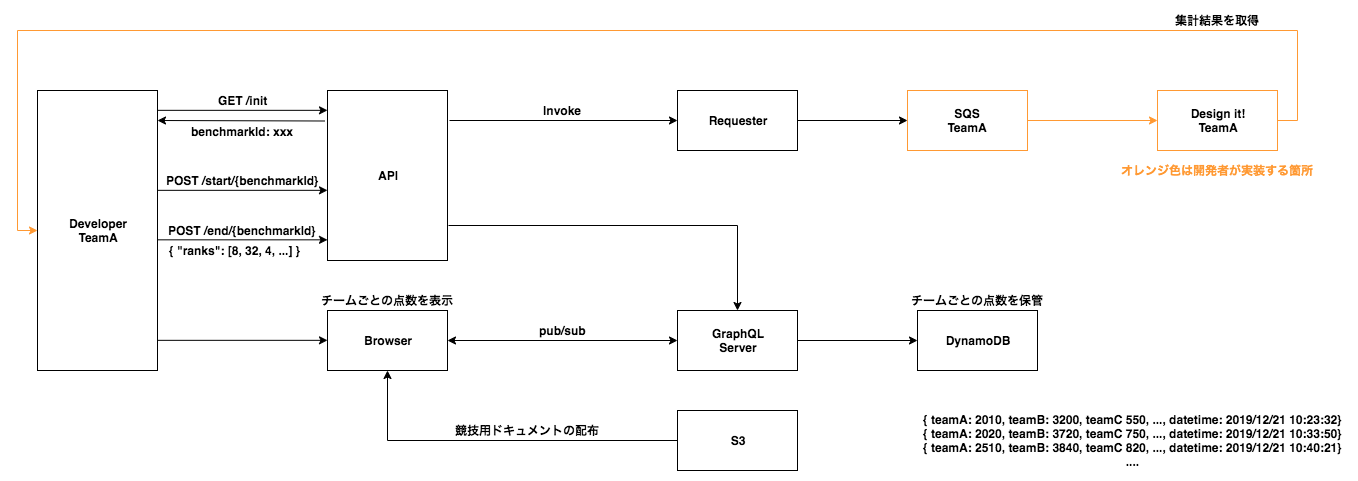 集計結果を取得
GET /init
benchmarkId: xxx
POST /start/{benchmarkId}
POST /end/{benchmarkId}
{ "ranks": [8, 32, 4, ...] }
Developer
TeamA
API
Invoke
Requester
SQS
TeamA
Design it!
TeamA
オレンジ色は開発者が実装する箇所
チームごとの点数を表示
Browser
pub/sub
GraphQL
Server
チームごとの点数を保管
DynamoDB
競技用ドキュメントの配布
S3
{ teamA: 2010, teamB: 3200, teamC 550, ..., datetime: 2019/12/21 10:23:32}
{ teamA: 2020, teamB: 3720, teamC 750, ..., datetime: 2019/12/21 10:33:50}
{ teamA: 2510, teamB: 3840, teamC 820, ..., datetime: 2019/12/21 10:40:21}
....